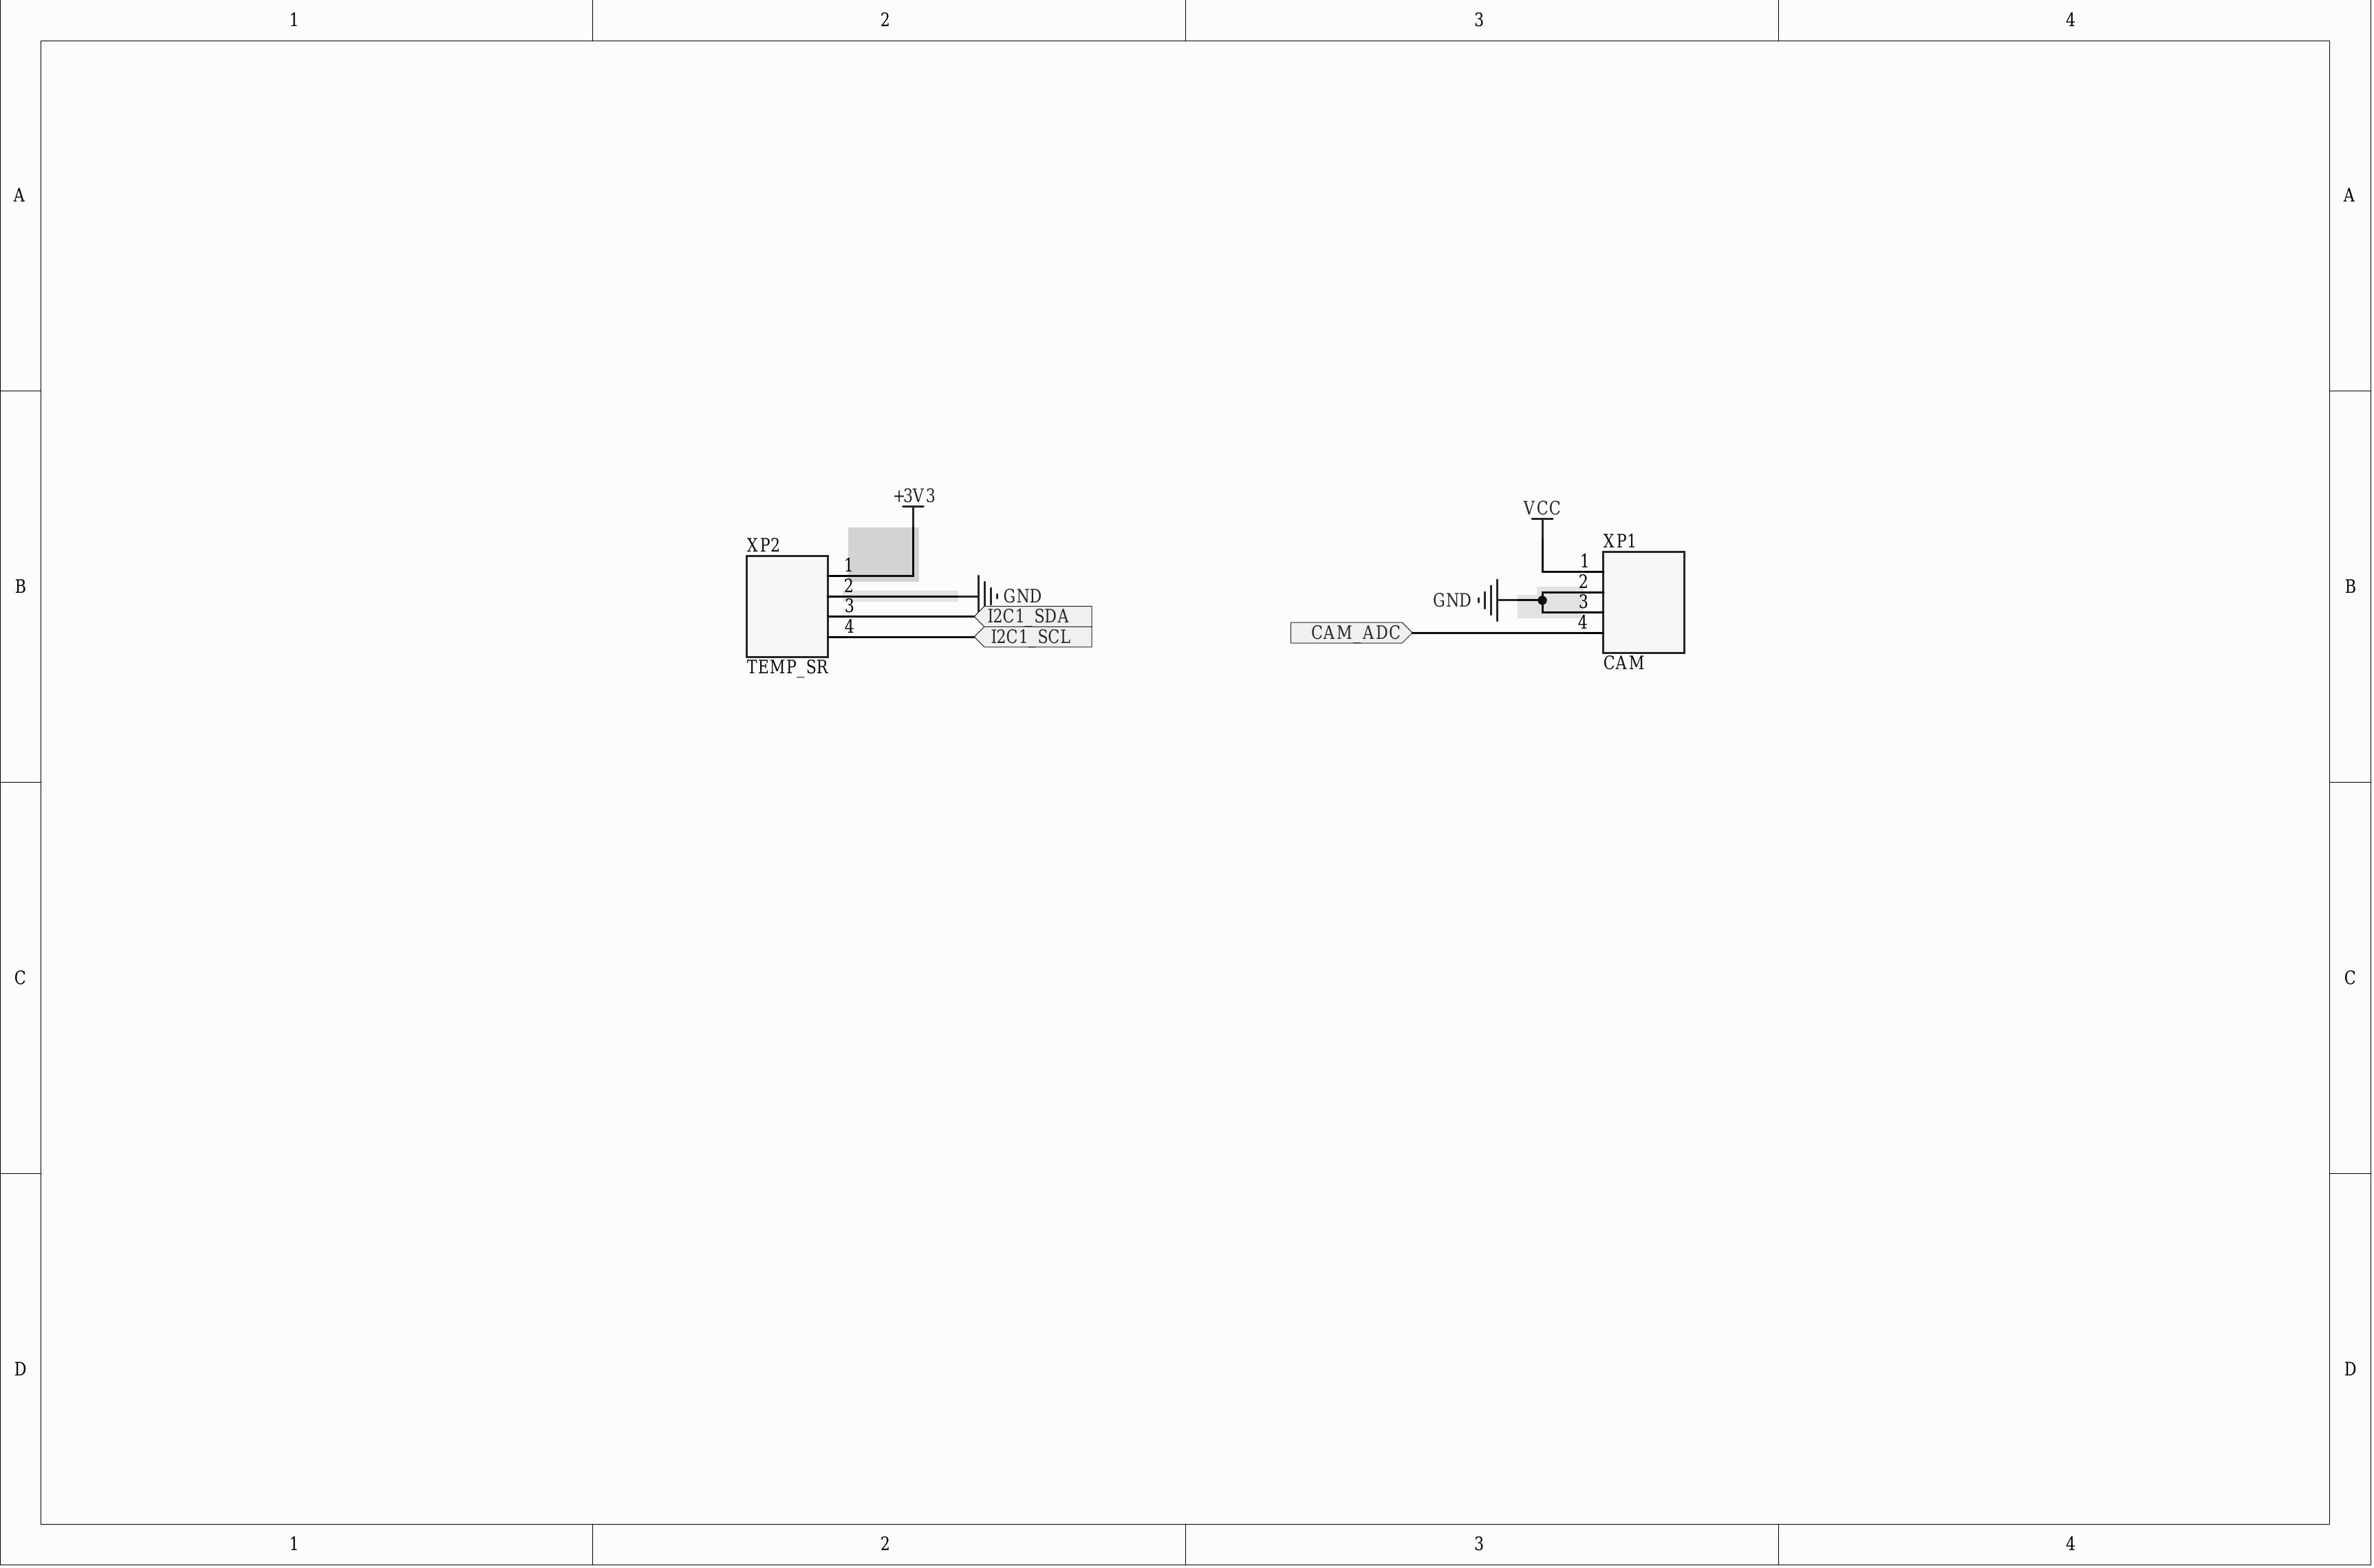 1 2 3 4
A A
+3V3
VCC
XP2
XP1
1
1
2
2
B B
GND
GND
3
3
I2C1_SDA
4
4
I2C1_SCL
CAM_ADC
TEMP_SR
CAM
C C
D D
1 2 3 4